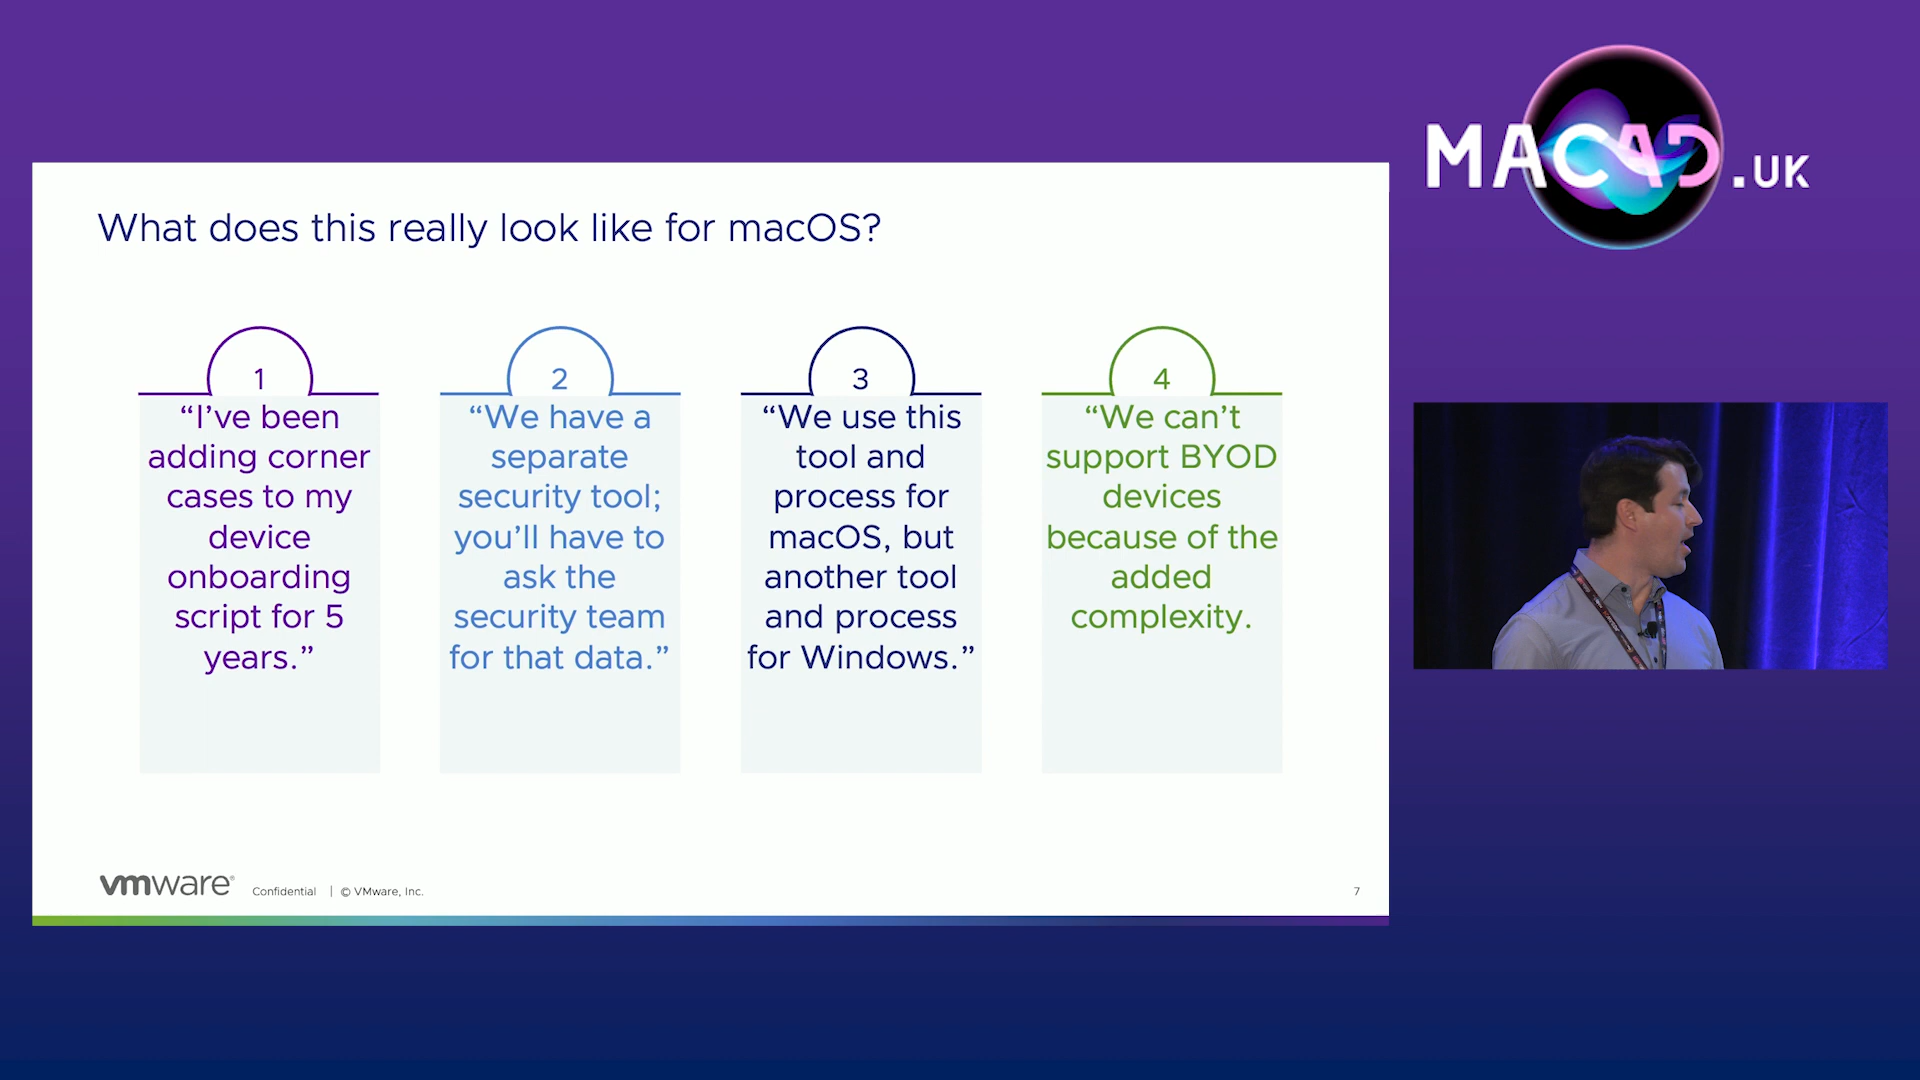 MACAD.UK
What does this really look like for macOS?
1
“I’ve been
adding corner
cases to my
device
onboarding
script for 5
years.”
2
“We have a
separate
security tool;
you’ll have to
ask the
security team
for that data.”
3
“We use this
tool and
process for
macOS, but
another tool
and process
for Windows.”
4
“We can’t
support BYOD
devices
because of the
added
complexity.
vmware® Confidential | © VMware, Inc. 7